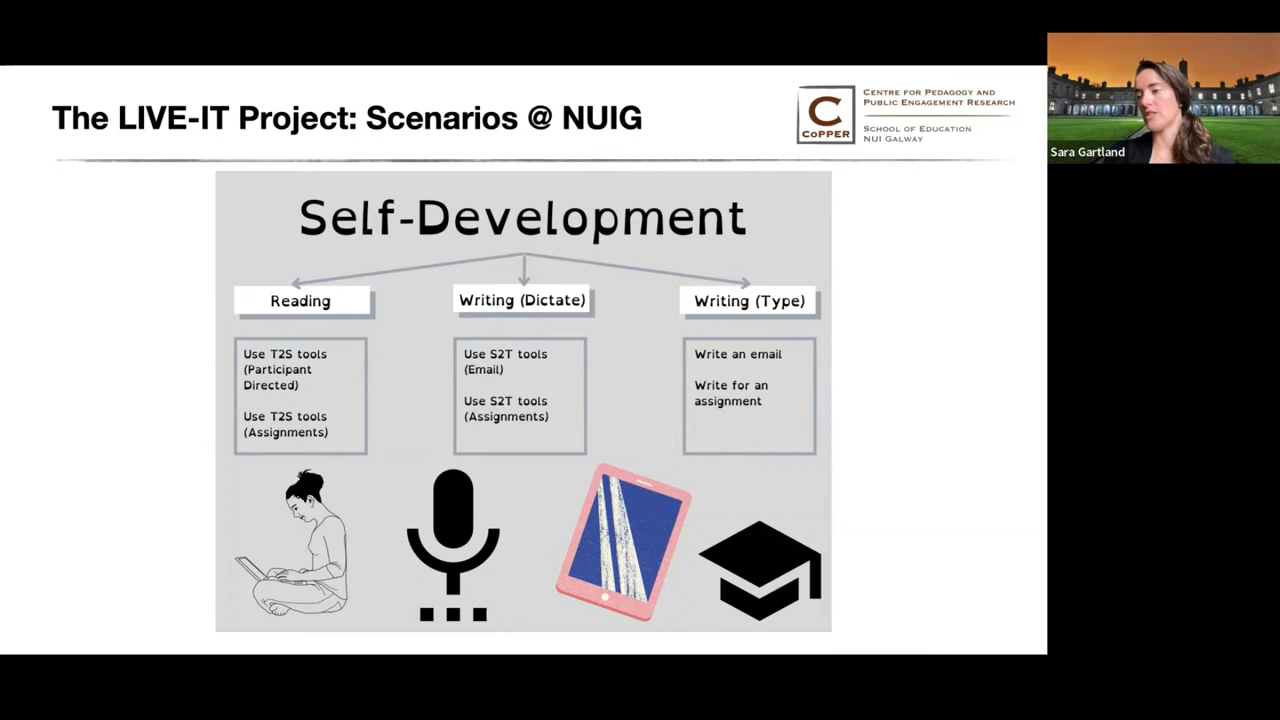 The LIVE-IT Project: Scenarios @ NUIG
C
CoPPER
CENTRE FOR PEDAGOGY AND
PUBLIC ENGAGEMENT RESEARCH
SCHOOL OF EDUCATION
NUI GALWAY
Sara Gartland
Self-Development
Reading
Writing (Dictate)
Writing (Type)
Use T2S tools
(Participant
Directed)
Use T2S tools
(Assignments)
Use S2T tools
(Email)
Use S2T tools
(Assignments)
Write an email
Write for an
assignment